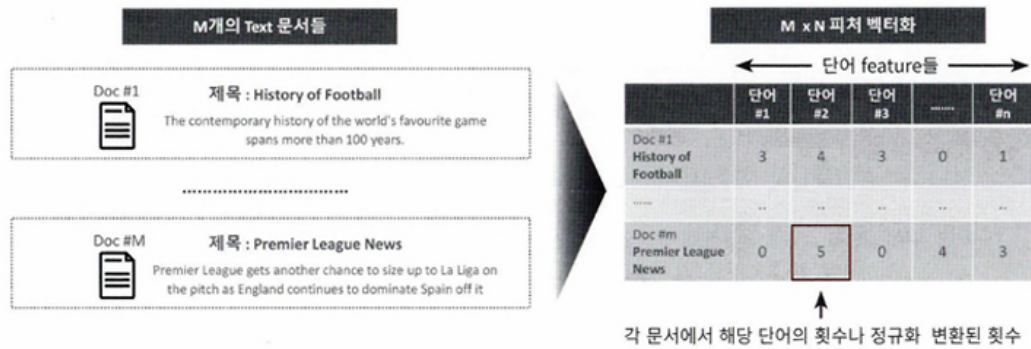 M개의 Text 문서들
Doc #1
제목 : History of Football
The contemporary history of the world's favourite game
spans more than 100 years.
Doc #M
제목 : Premier League News
Premier League gets another chance to size up to La Liga on
the pitch as England continues to dominate Spain off it
M x N 피처 벡터화
단어 feature들
단어 #1 단어 #2 단어 #3 ....... 단어 #n
Doc #1
History of
Football
3 4 3 0 1
...... .. .. .. .. ..
Doc #m
Premier League
News
0 5 0 4 3
각 문서에서 해당 단어의 횟수나 정규화 변환된 횟수